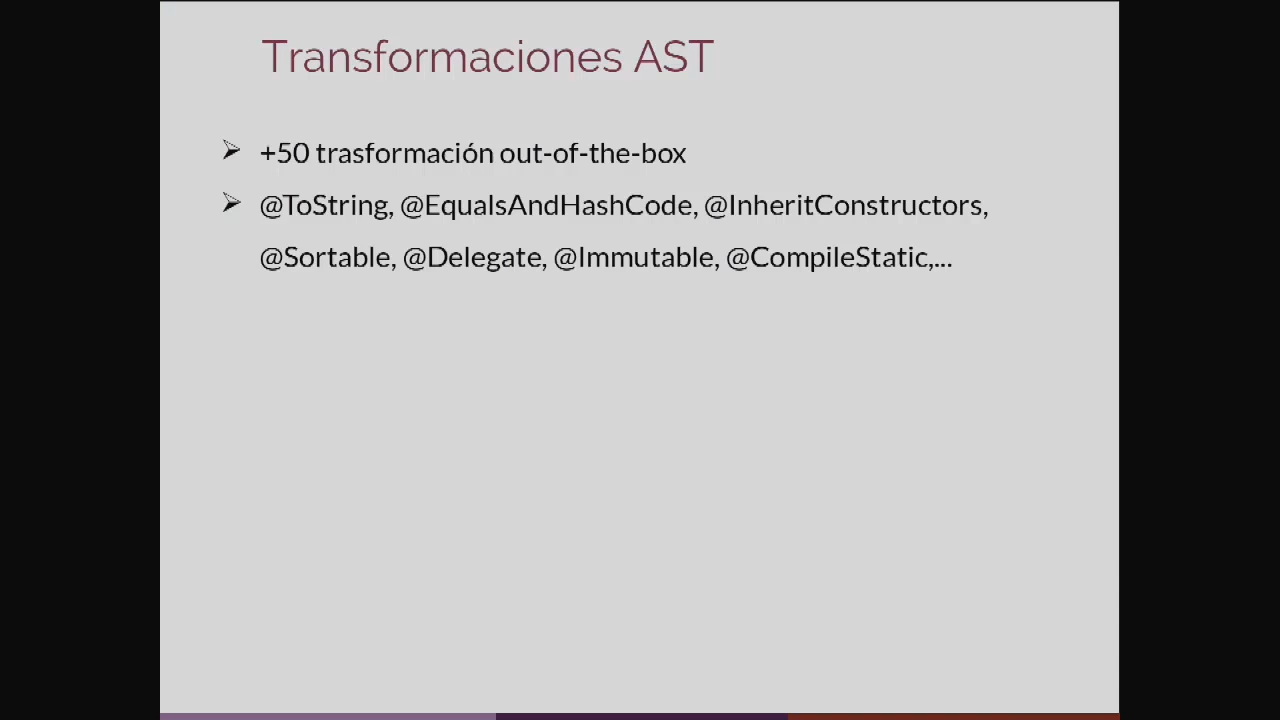 Transformaciones AST
+50 trasformación out-of-the-box
@ToString, @EqualsAndHashCode, @InheritConstructors,
@Sortable, @Delegate, @Immutable, @CompileStatic,...